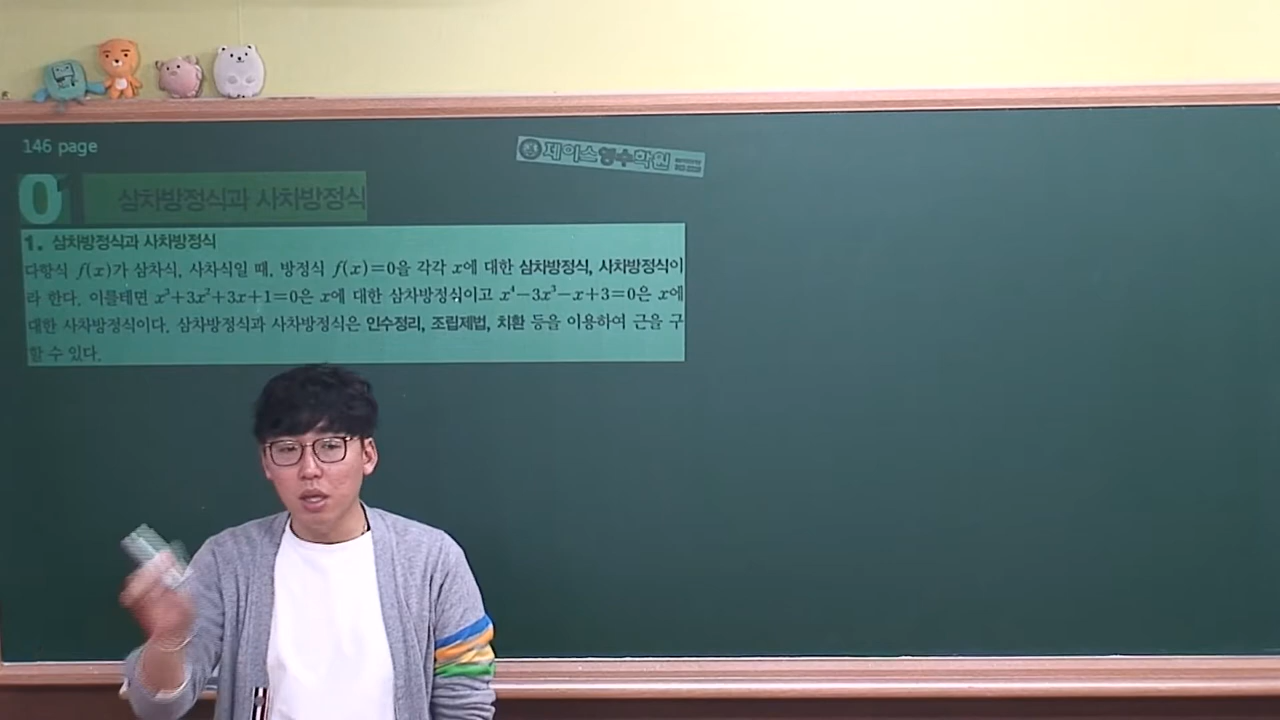 146 page
제이스영수학원
0
삼차방정식과 사차방정식
1. 삼차방정식과 사차방정식
다항식 f(x)가 삼차식, 사차식일 때, 방정식 f(x)=0을 각각 x에 대한 삼차방정식, 사차방정식이
라 한다. 이를테면 x³+3x²+3x+1=0은 x에 대한 삼차방정식이고 x⁴-3x³-x+3=0은 x에
대한 사차방정식이다. 삼차방정식과 사차방정식은 인수정리, 조립제법, 치환 등을 이용하여 근을 구
할 수 있다.